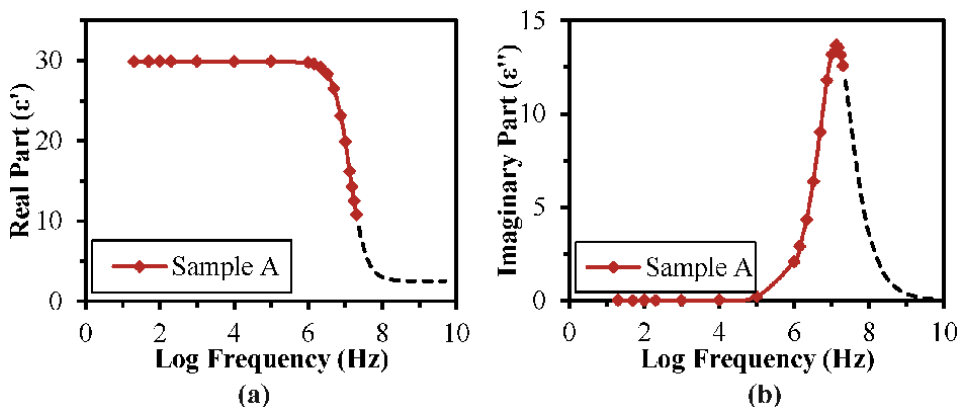 40
30
20
10
0
0 2 4 6 8 10
Real Part (ε')
Sample A
Log Frequency (Hz)
(a)
15
10
5
0
0 2 4 6 8 10
Imaginary Part (ε'')
Sample A
Log Frequency (Hz)
(b)